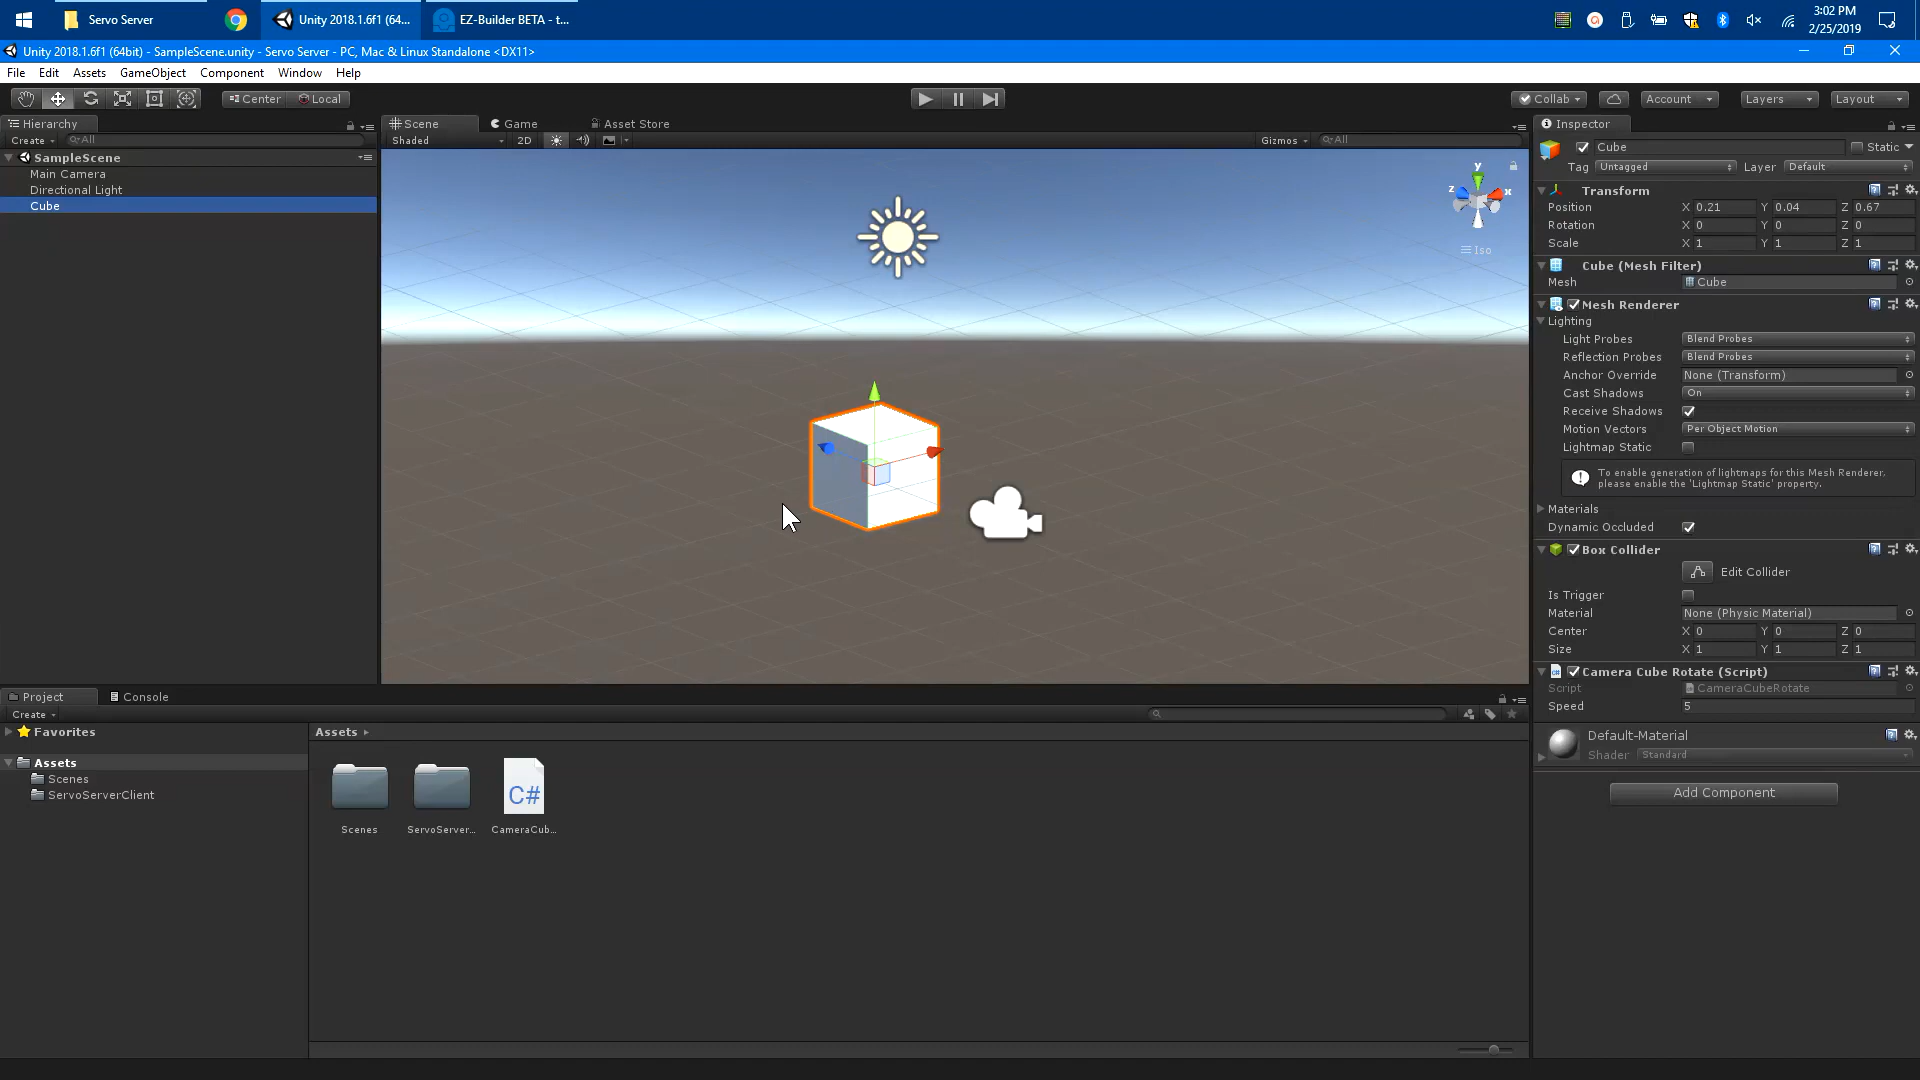 Servo Server
Unity 2018.1.6f1 (64...
EZ-Builder BETA - t...
3:02 PM
2/25/2019
Unity 2018.1.6f1 (64bit) - SampleScene.unity - Servo Server - PC, Mac & Linux Standalone <DX11>
File Edit Assets GameObject Component Window Help
Center Local
Collab Account Layers Layout
Hierarchy
Create All
SampleScene
Main Camera
Directional Light
Cube
Scene Game Asset Store
Shaded 2D Gizmos All
y
z x
Iso
Inspector
Cube Static
Tag Untagged Layer Default
Transform
Position X 0.21 Y 0.04 Z 0.67
Rotation X 0 Y 0 Z 0
Scale X 1 Y 1 Z 1
Cube (Mesh Filter)
Mesh Cube
Mesh Renderer
Lighting
Light Probes Blend Probes
Reflection Probes Blend Probes
Anchor Override None (Transform)
Cast Shadows On
Receive Shadows
Motion Vectors Per Object Motion
Lightmap Static
To enable generation of lightmaps for this Mesh Renderer,
please enable the 'Lightmap Static' property.
Materials
Dynamic Occluded
Box Collider
Edit Collider
Is Trigger
Material None (Physic Material)
Center X 0 Y 0 Z 0
Size X 1 Y 1 Z 1
Camera Cube Rotate (Script)
Script CameraCubeRotate
Speed 5
Default-Material
Shader Standard
Add Component
Project Console
Create
Favorites
Assets
Scenes
ServoServerClient
Assets
C#
Scenes ServoServer... CameraCub...